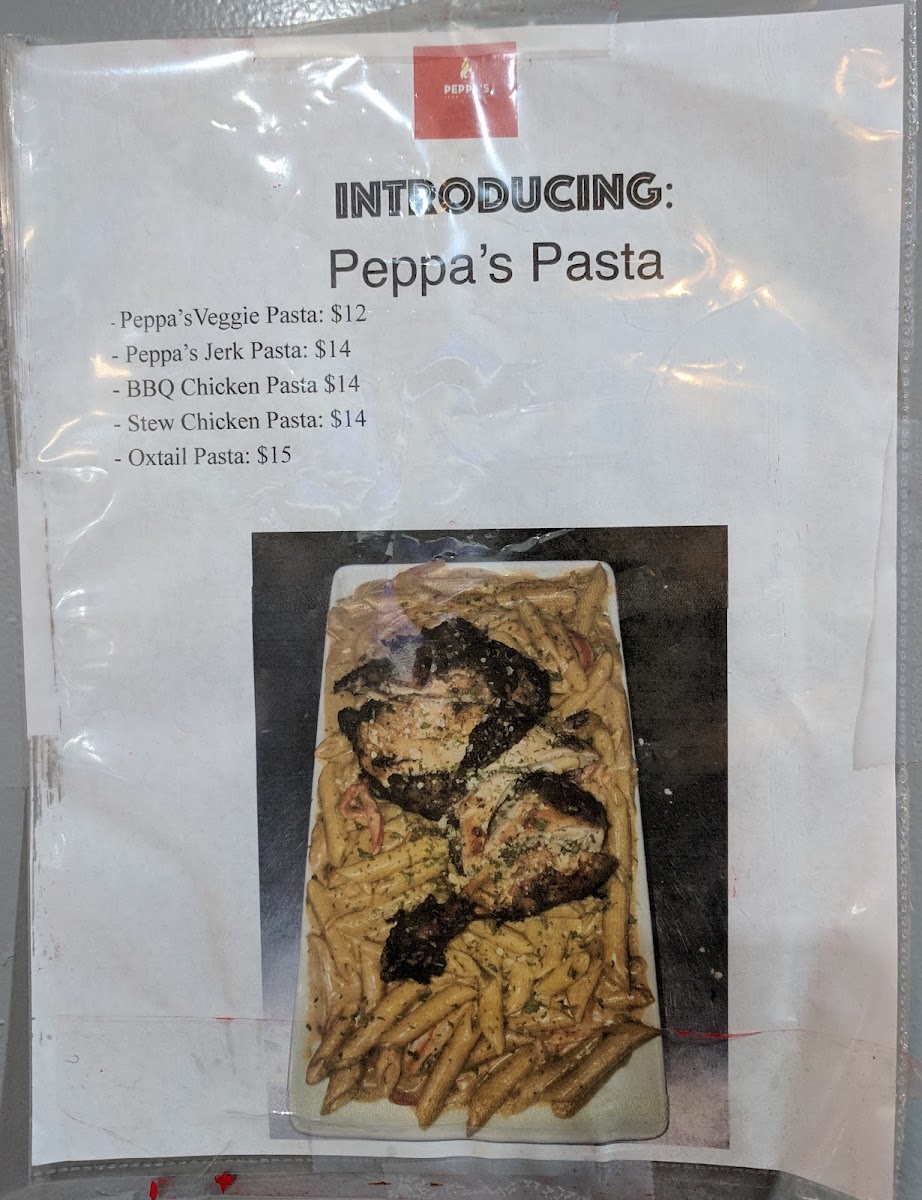 PEPPA'S
INTRODUCING:
Peppa's Pasta
- Peppa'sVeggie Pasta: $12
- Peppa's Jerk Pasta: $14
- BBQ Chicken Pasta $14
- Stew Chicken Pasta: $14
- Oxtail Pasta: $15